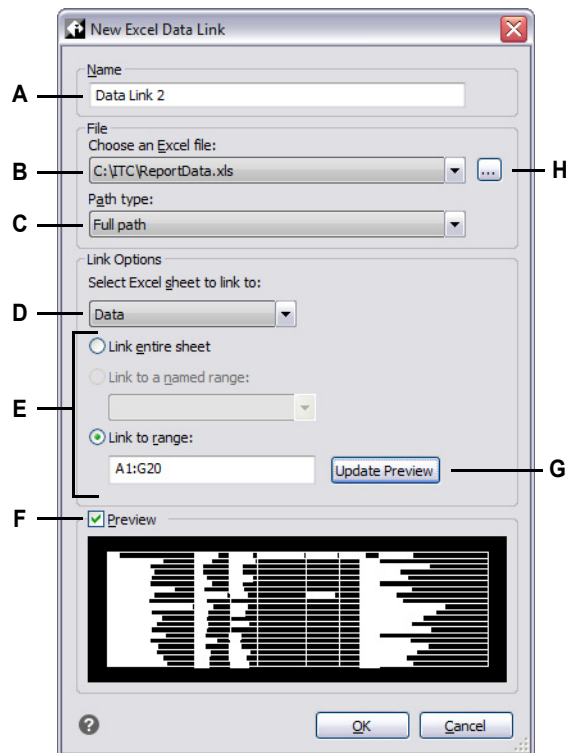 New Excel Data Link
Name
A
Data Link 2
File
Choose an Excel file:
B
C:\ITC\ReportData.xls
...
H
Path type:
C
Full path
Link Options
Select Excel sheet to link to:
D
Data
Link entire sheet
Link to a named range:
E
Link to range:
A1:G20
Update Preview
G
F
Preview
?
OK
Cancel